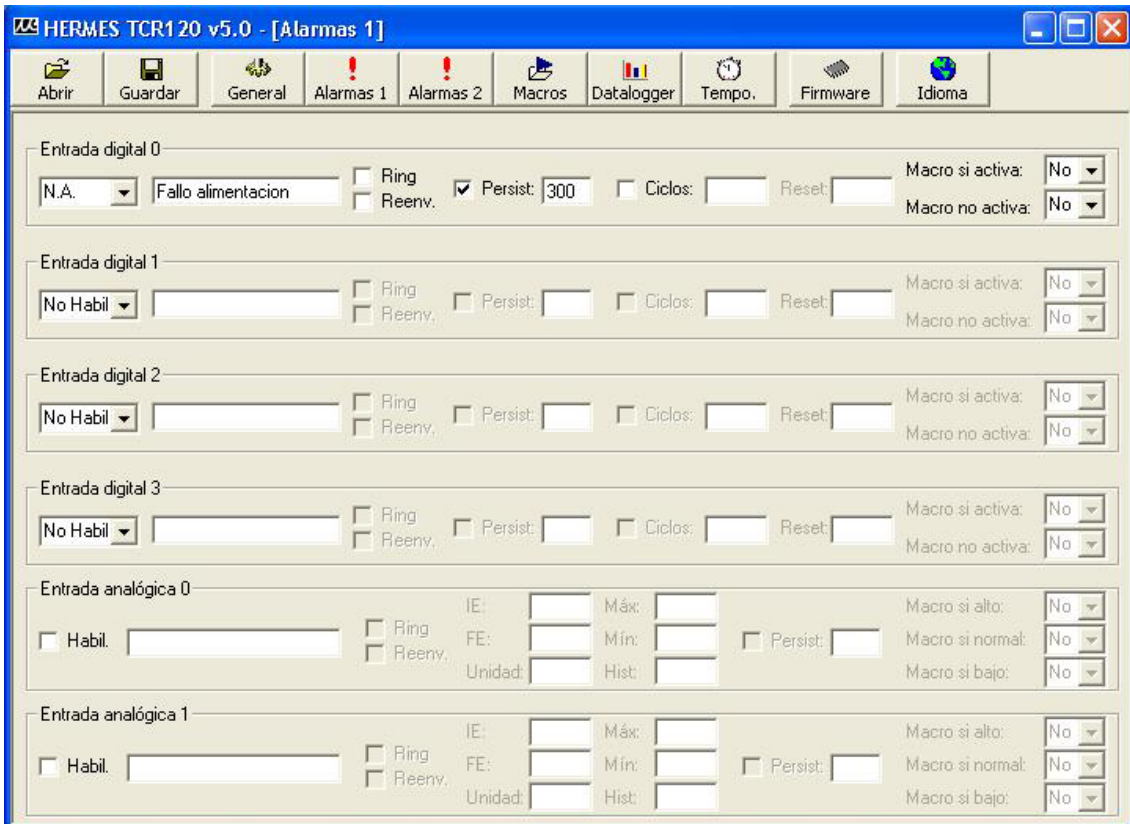 HERMES TCR120 v5.0 - [Alarmas 1]
Abrir Guardar General Alarmas 1 Alarmas 2 Macros Datalogger Tempo. Firmware Idioma
Entrada digital 0
N.A. Fallo alimentacion Ring Reenv. Persist: 300 Ciclos: Reset: Macro si activa: No
Macro no activa: No
Entrada digital 1
No Habil Ring Reenv. Persist: Ciclos: Reset: Macro si activa: No
Macro no activa: No
Entrada digital 2
No Habil Ring Reenv. Persist: Ciclos: Reset: Macro si activa: No
Macro no activa: No
Entrada digital 3
No Habil Ring Reenv. Persist: Ciclos: Reset: Macro si activa: No
Macro no activa: No
Entrada analógica 0
IE: Máx: Macro si alto: No
Habil. Ring Reenv. FE: Mín: Persist: Macro si normal: No
Unidad: Hist: Macro si bajo: No
Entrada analógica 1
IE: Máx: Macro si alto: No
Habil. Ring Reenv. FE: Mín: Persist: Macro si normal: No
Unidad: Hist: Macro si bajo: No